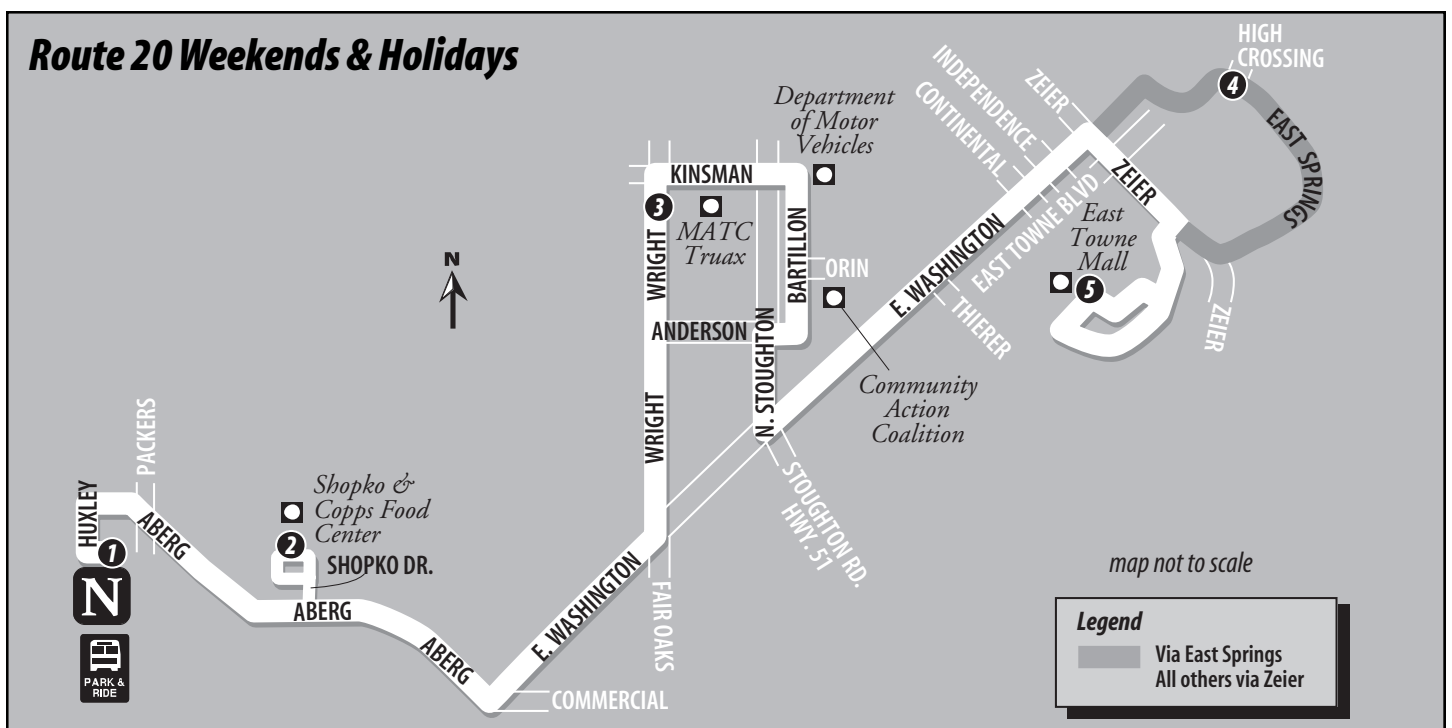 Route 20 Weekends & Holidays
HIGH
CROSSING
4
EAST SPRINGS
INDEPENDENCE
CONTINENTAL
ZEIER
Department
of Motor
Vehicles
KINSMAN
3
MATC
Truax
WRIGHT
BARTILLON
ORIN
ZEIER
EAST TOWNE BLVD
East
Towne
Mall
5
E. WASHINGTON
THIERER
ZEIER
N
ANDERSON
N. STOUGHTON
WRIGHT
Community
Action
Coalition
STOUGHTON RD.
HWY. 51
PACKERS
HUXLEY
1
N
PARK &
RIDE
ABERG
Shopko &
Copps Food
Center
2
SHOPKO DR.
ABERG
ABERG
E. WASHINGTON
FAIR OAKS
COMMERCIAL
map not to scale
Legend
Via East Springs
All others via Zeier